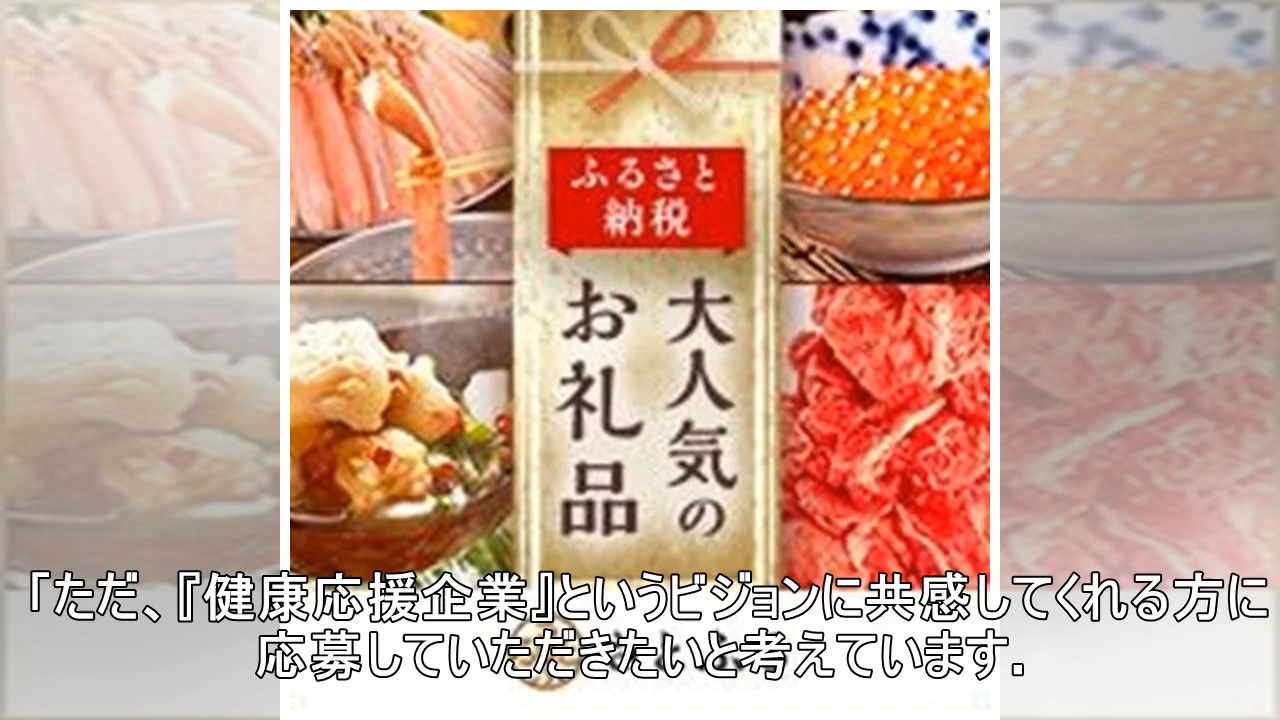 ふるさと
納税
大人気の
お礼品
「ただ、『健康応援企業』というビジョンに共感してくれる方に
応募していただきたいと考えています.